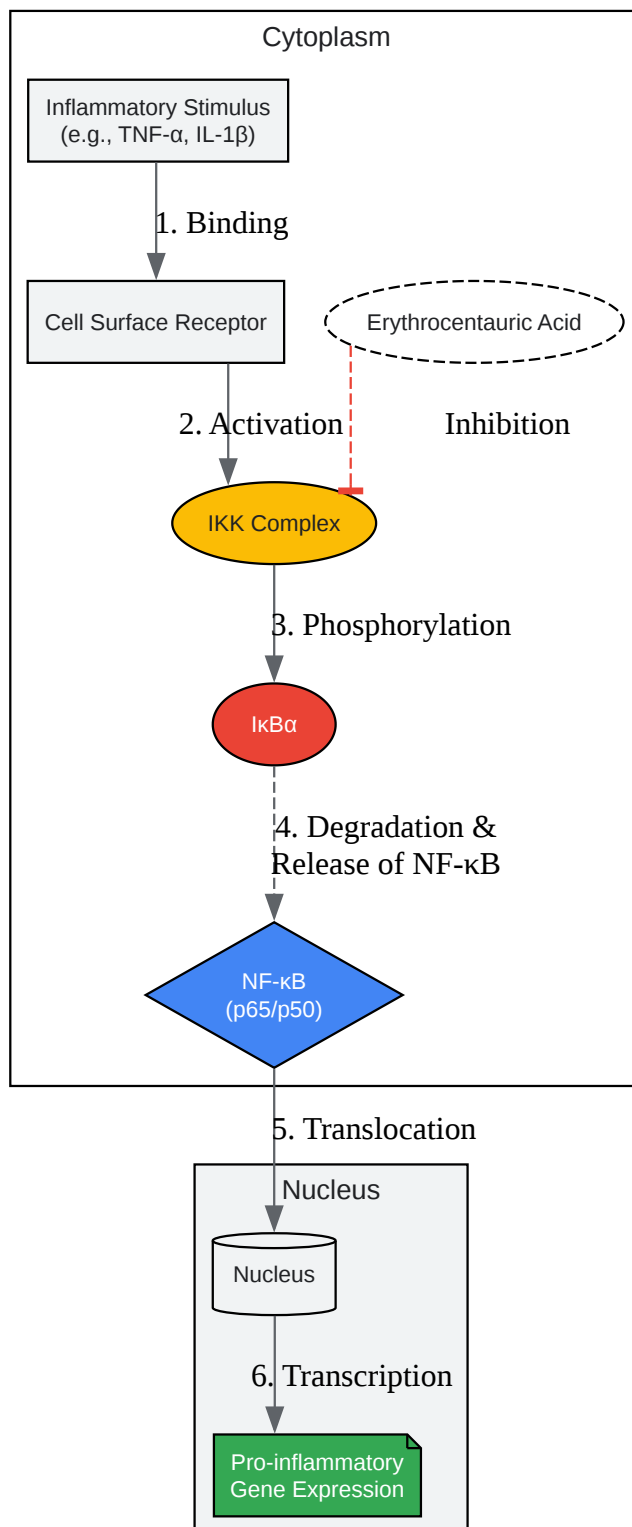 Cytoplasm
Inflammatory Stimulus
(e.g., TNF-α, IL-1β)
1. Binding
Cell Surface Receptor
Erythrocentauric Acid
2. Activation
Inhibition
IKK Complex
3. Phosphorylation
IκBα
4. Degradation &
Release of NF-κB
NF-κB
(p65/p50)
5. Translocation
Nucleus
Nucleus
6. Transcription
Pro-inflammatory
Gene Expression